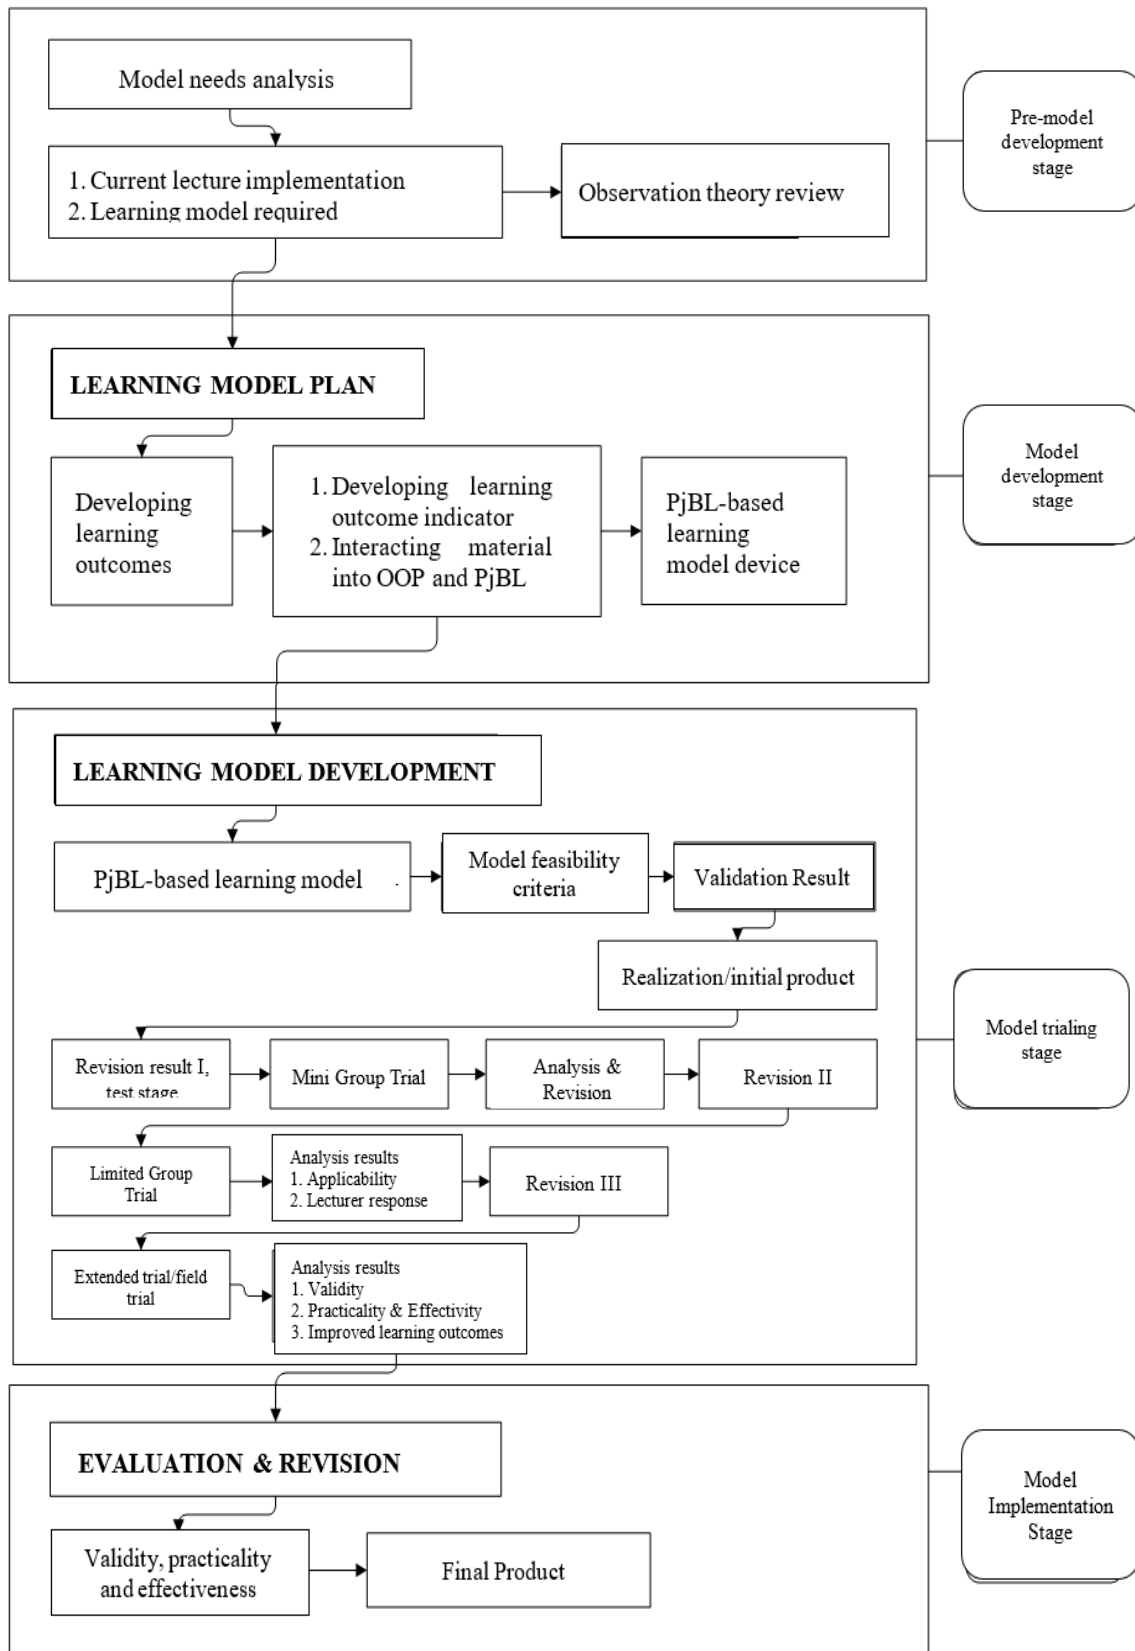 Model needs analysis
1. Current lecture implementation
2. Learning model required
Observation theory review
Pre-model
development
stage
LEARNING MODEL PLAN
Developing
learning
outcomes
1. Developing learning
outcome indicator
2. Interacting material
into OOP and PjBL
PjBL-based
learning
model device
Model
development
stage
LEARNING MODEL DEVELOPMENT
PjBL-based learning model .
Model feasibility
criteria
Validation Result
Realization/initial product
Revision result I,
test stage
Mini Group Trial
Analysis &
Revision
Revision II
Limited Group
Trial
Analysis results
1. Applicability
2. Lecturer response
Revision III
Extended trial/field
trial
Analysis results
1. Validity
2. Practicality & Effectivity
3. Improved learning outcomes
Model trialing
stage
EVALUATION & REVISION
Validity, practicality
and effectiveness
Final Product
Model
Implementation
Stage